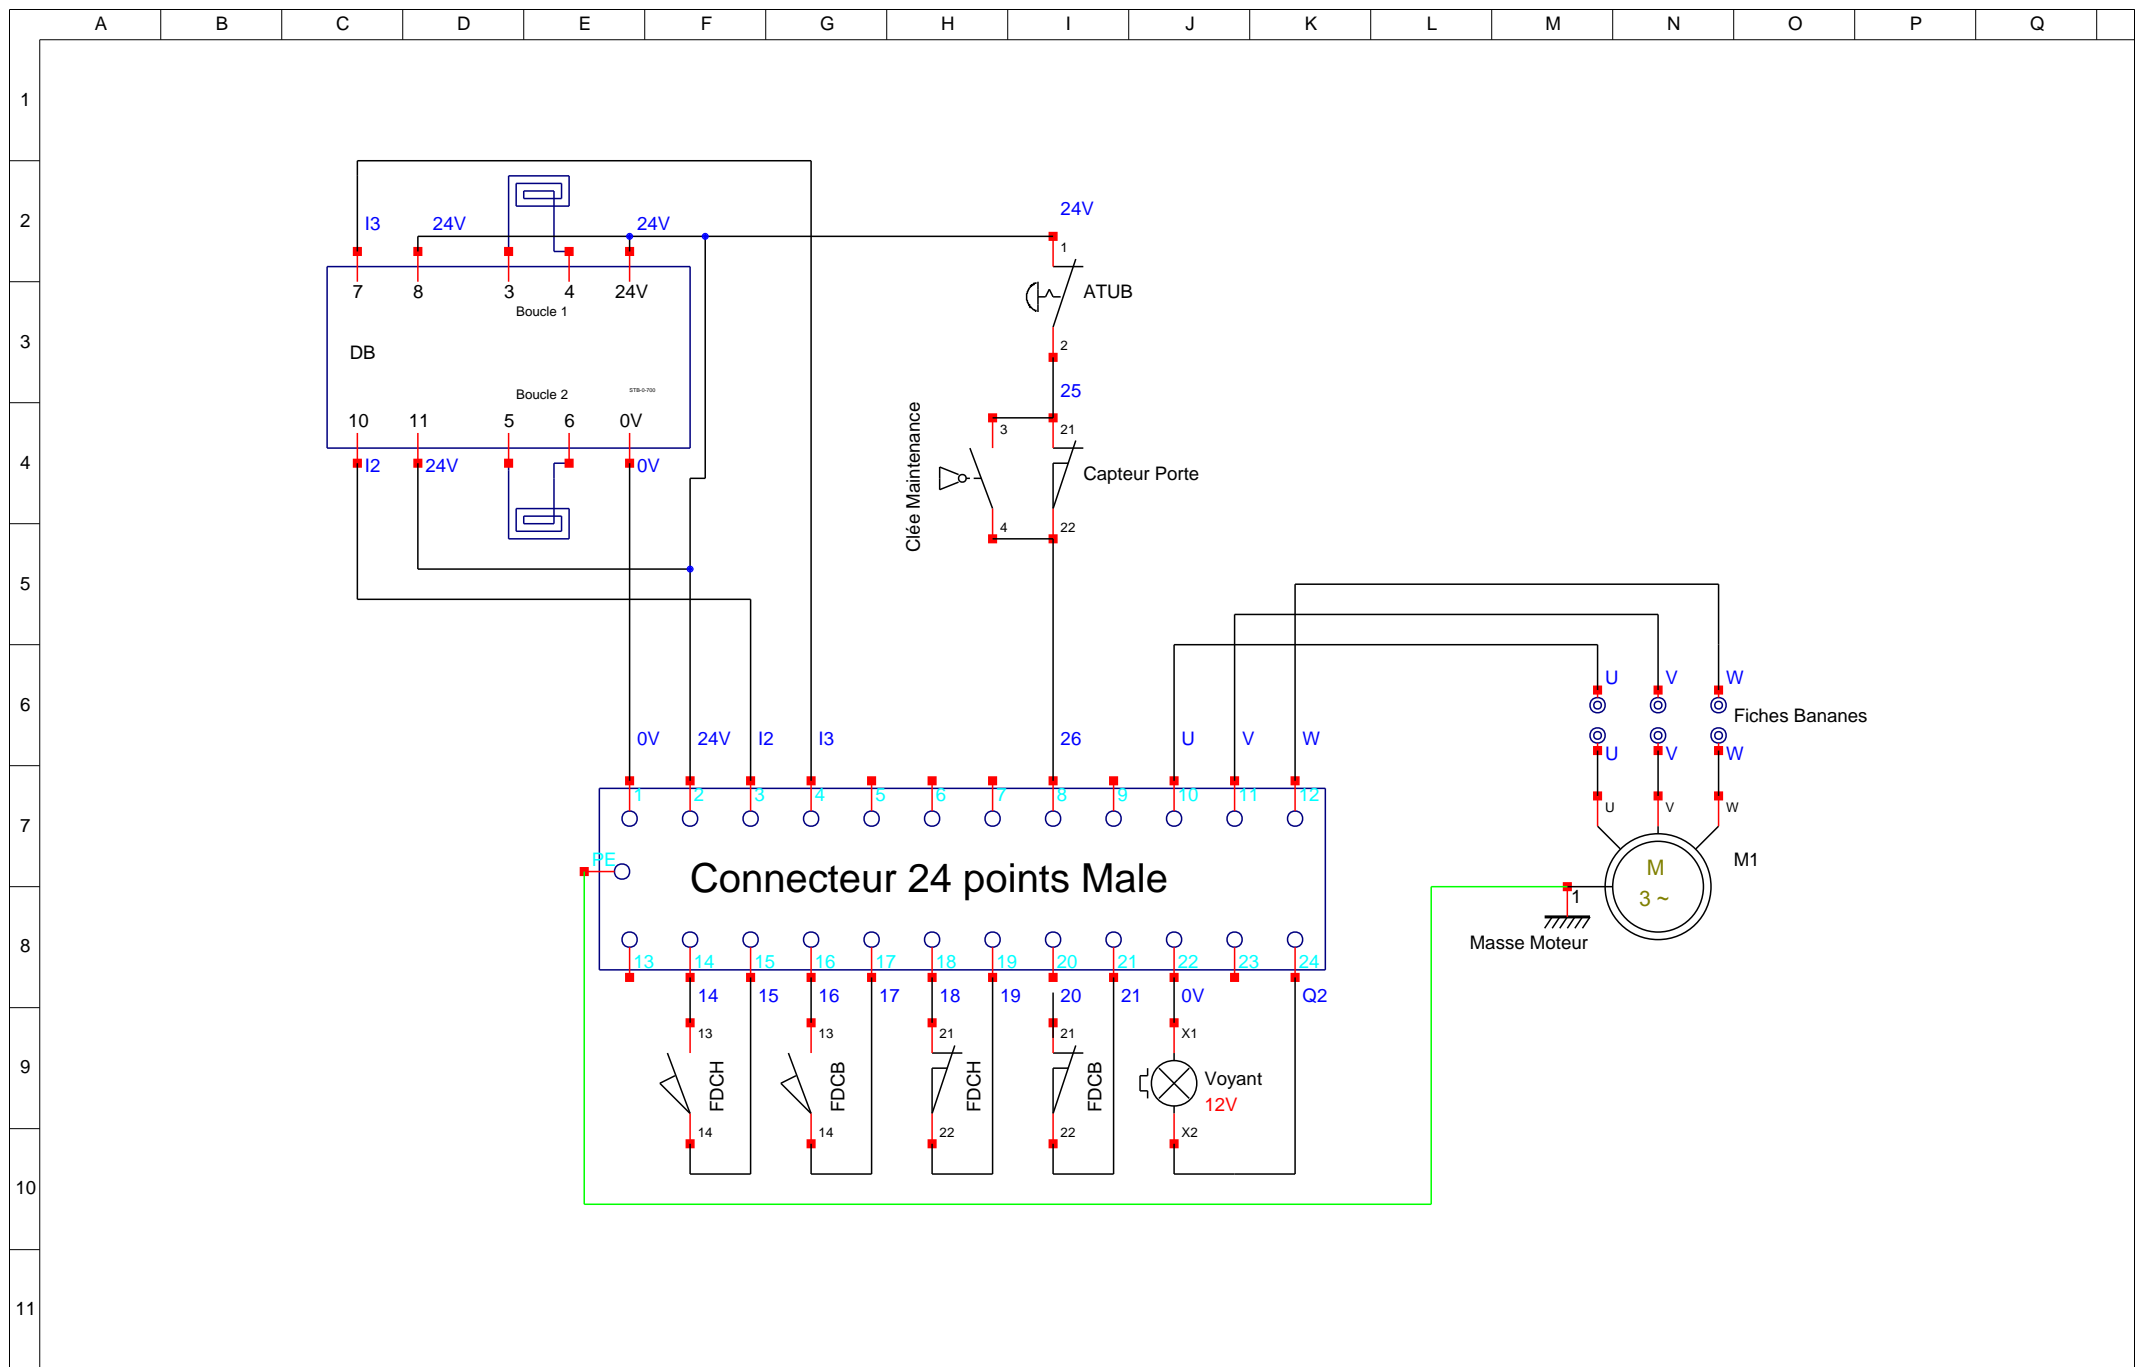 A B C D E F G H I J K L M N O P Q
1
24V
2 I3 24V 24V
1
7 8 3 4 24V ATUB
Boucle 1
3 2
DB
25
Boucle 2 STB-0-700
10 11 5 6 0V 3 21
4 I2 24V 0V Clée Maintenance Capteur Porte
4 22
5
U V W
6 Fiches Bananes
0V 24V I2 I3 26 U V W U V W
1 2 3 4 5 6 7 8 9 10 11 12
U V W
7
PE M1
Connecteur 24 points Male M
3 ~
1
8 Masse Moteur
13 14 15 16 17 18 19 20 21 22 23 24
14 15 16 17 18 19 20 21 0V Q2
13 13 21 21 X1
9 FDCH FDCB FDCH FDCB Voyant
12V
14 14 22 22 X2
10
11